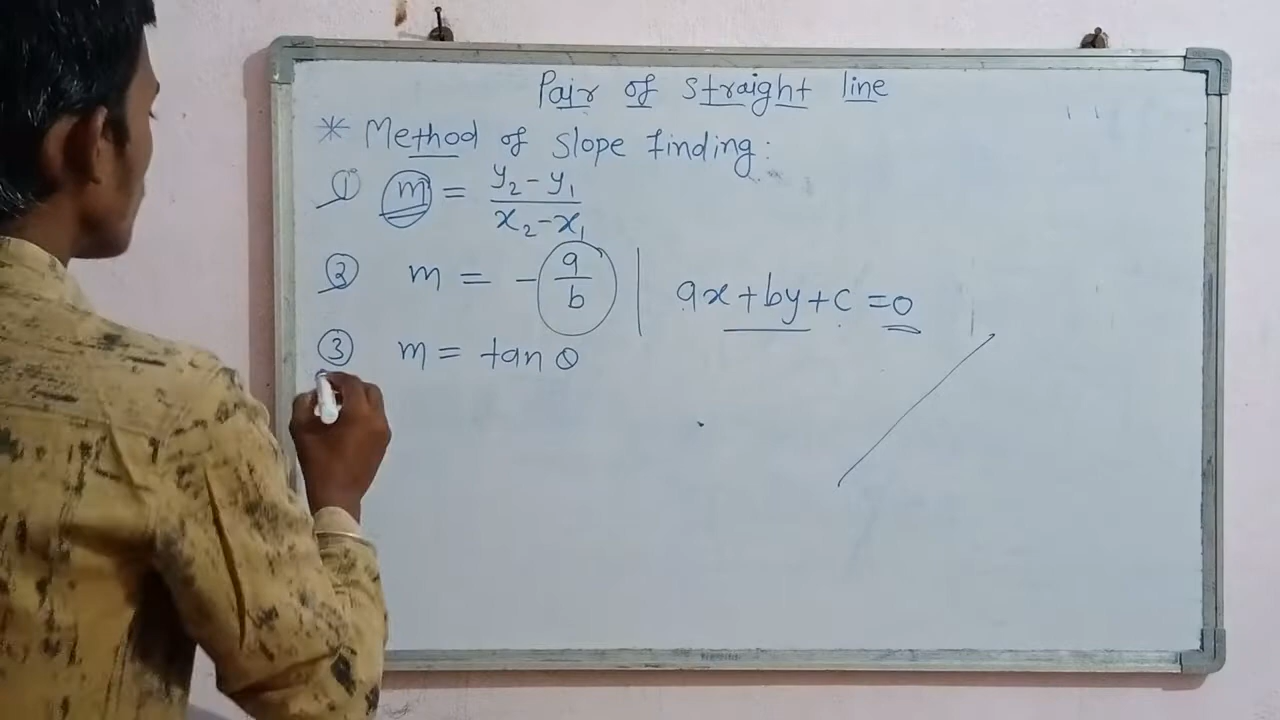 Pair of straight line
* Method of slope finding:
① m = y₂ - y₁ / x₂ - x₁
② m = - a/b | ax + by + c = 0
③ m = tan θ